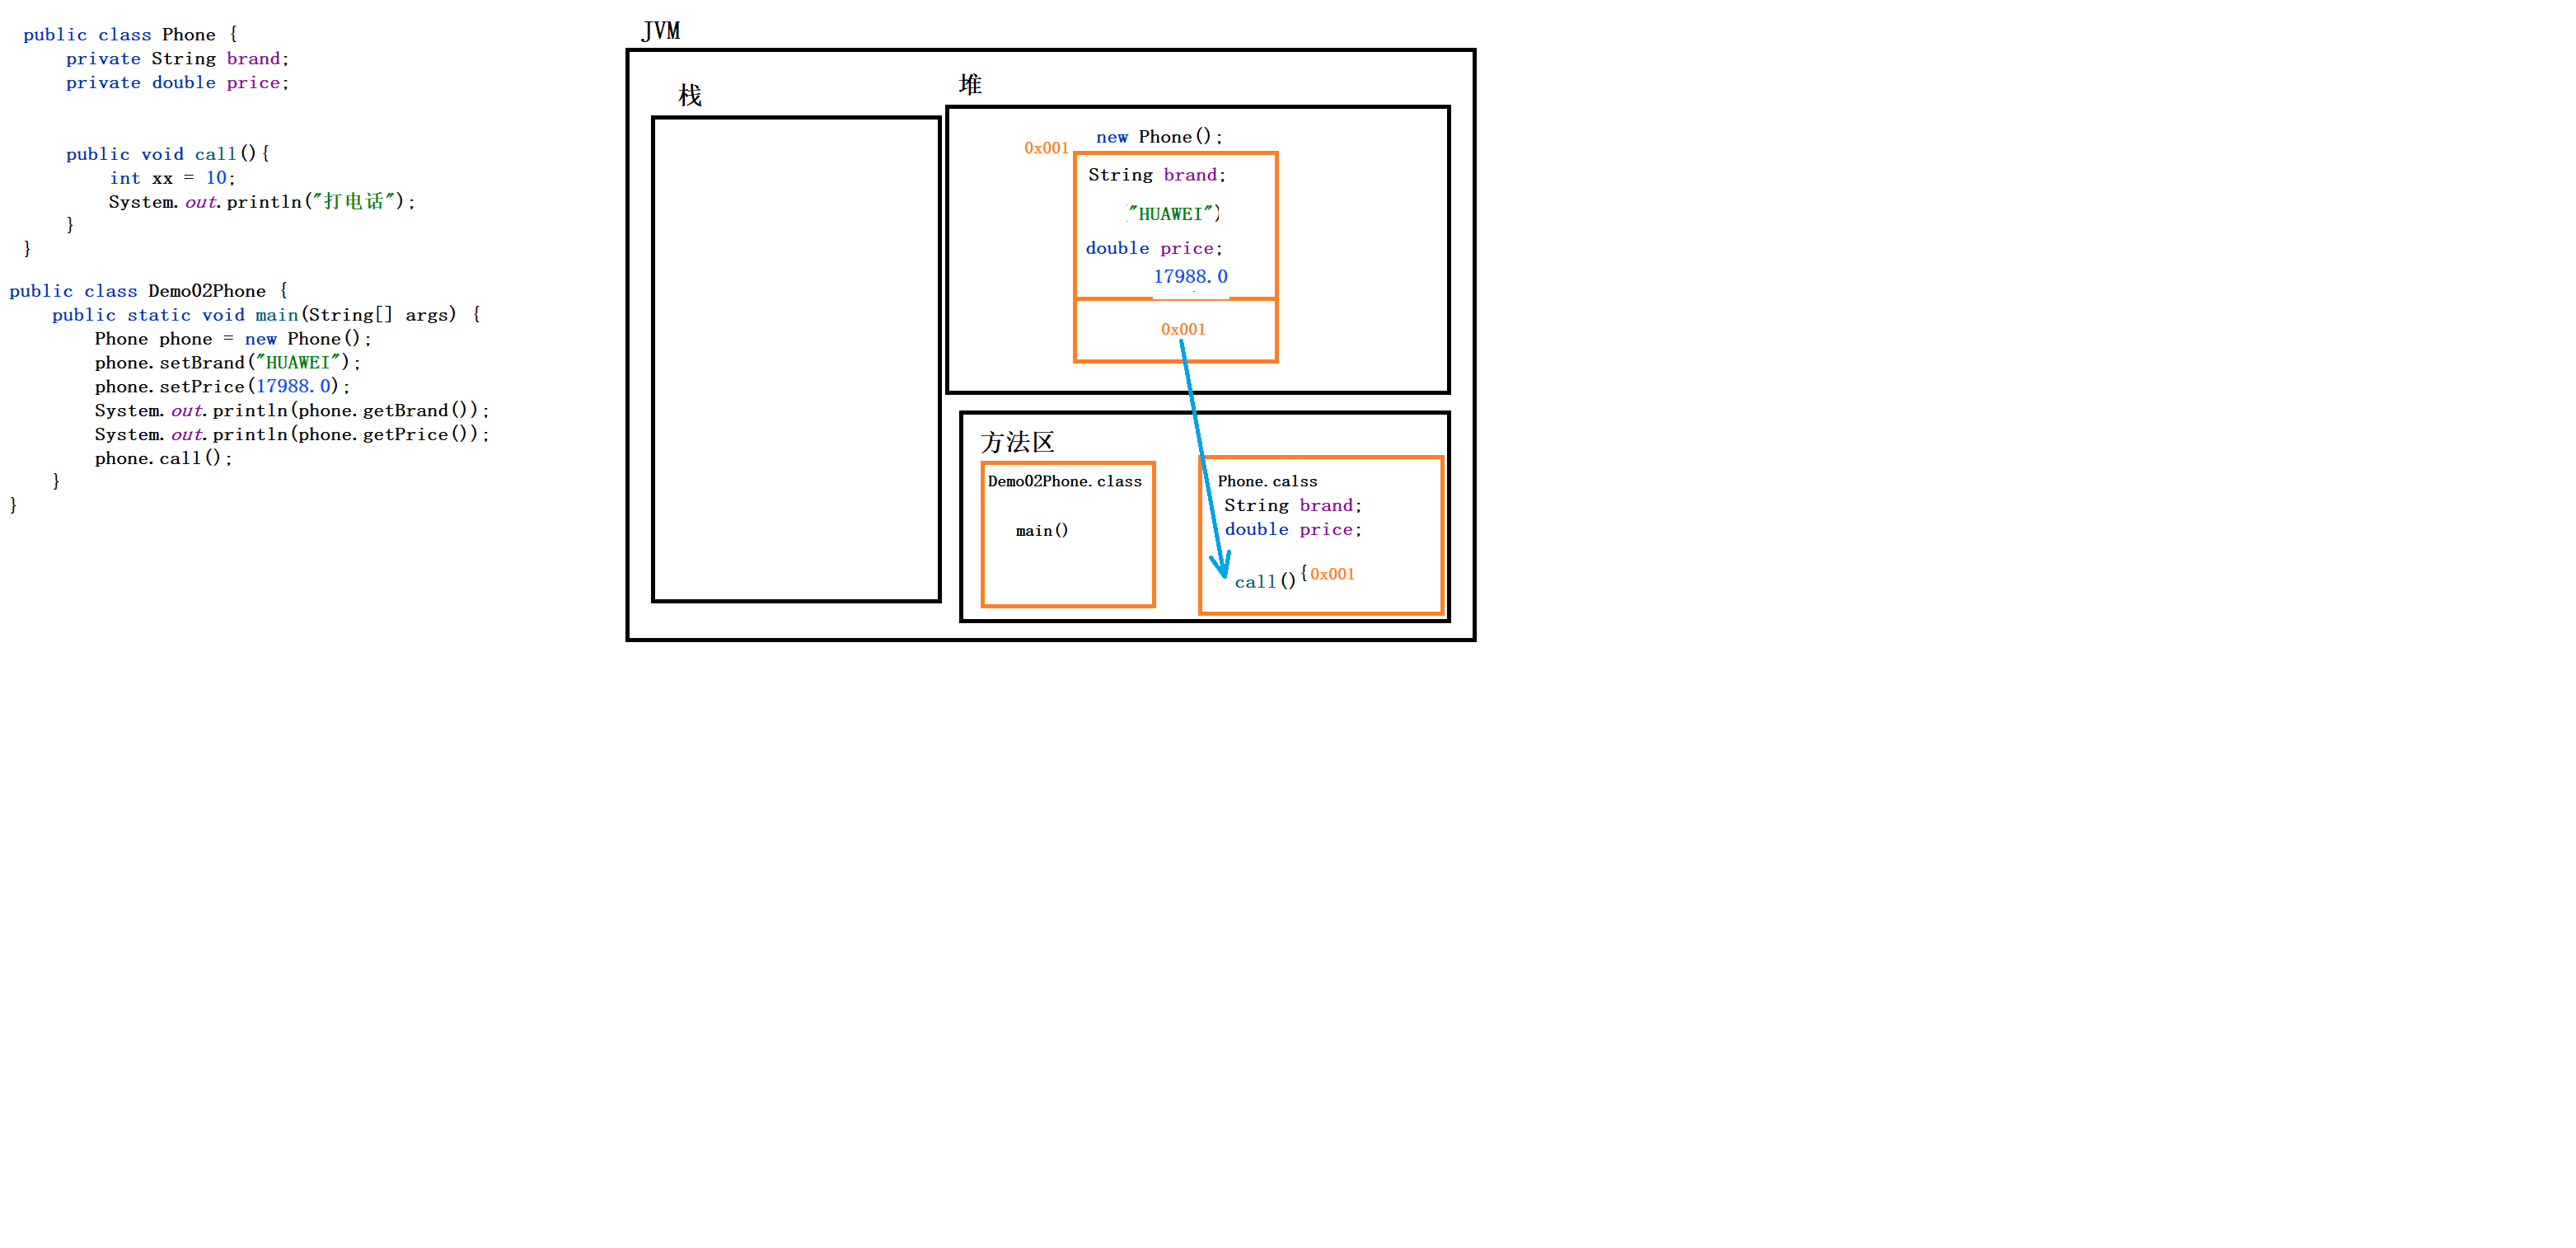 public class Phone {
private String brand;
private double price;
public void call(){
int xx = 10;
System.out.println("打电话");
}
}
public class Demo02Phone {
public static void main(String[] args) {
Phone phone = new Phone();
phone.setBrand("HUAWEI");
phone.setPrice(17988.0);
System.out.println(phone.getBrand());
System.out.println(phone.getPrice());
phone.call();
}
}
JVM
栈
堆
new Phone();
0x001
String brand;
"HUAWEI")
double price;
17988.0
0x001
方法区
Demo02Phone.class
main()
Phone.calss
String brand;
double price;
call(){0x001